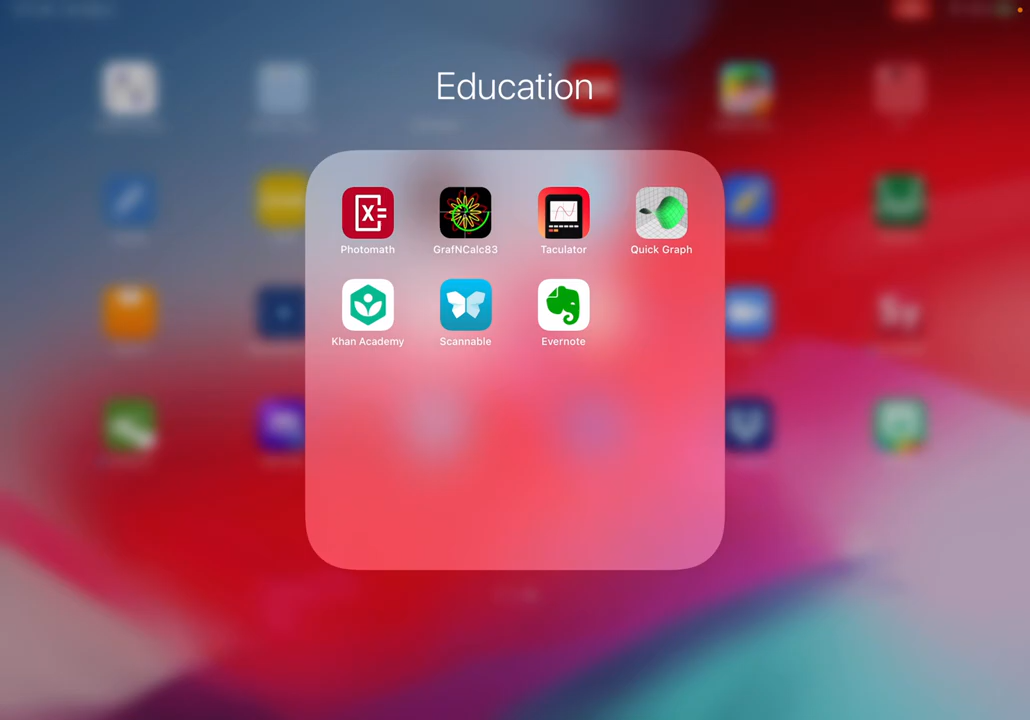 Education
Photomath
GrafNCalc83
Taculator
Quick Graph
Khan Academy
Scannable
Evernote